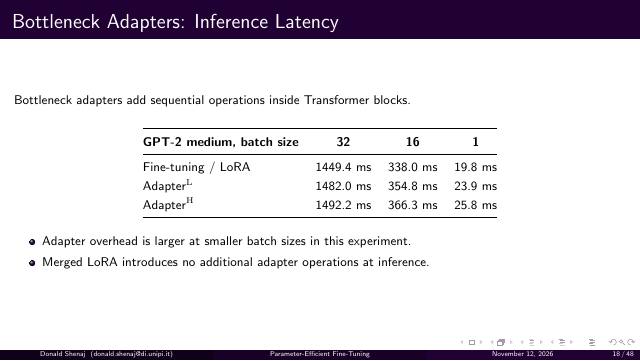 Bottleneck Adapters: Inference Latency
Bottleneck adapters add sequential operations inside Transformer blocks.
GPT-2 medium, batch size 32 16 1
Fine-tuning / LoRA 1449.4 ms 338.0 ms 19.8 ms
Adapterᴸ 1482.0 ms 354.8 ms 23.9 ms
Adapterᴴ 1492.2 ms 366.3 ms 25.8 ms
Adapter overhead is larger at smaller batch sizes in this experiment.
Merged LoRA introduces no additional adapter operations at inference.
Donald Shenaj (donald.shenaj@di.unipi.it) Parameter-Efficient Fine-Tuning November 12, 2026 18 / 48